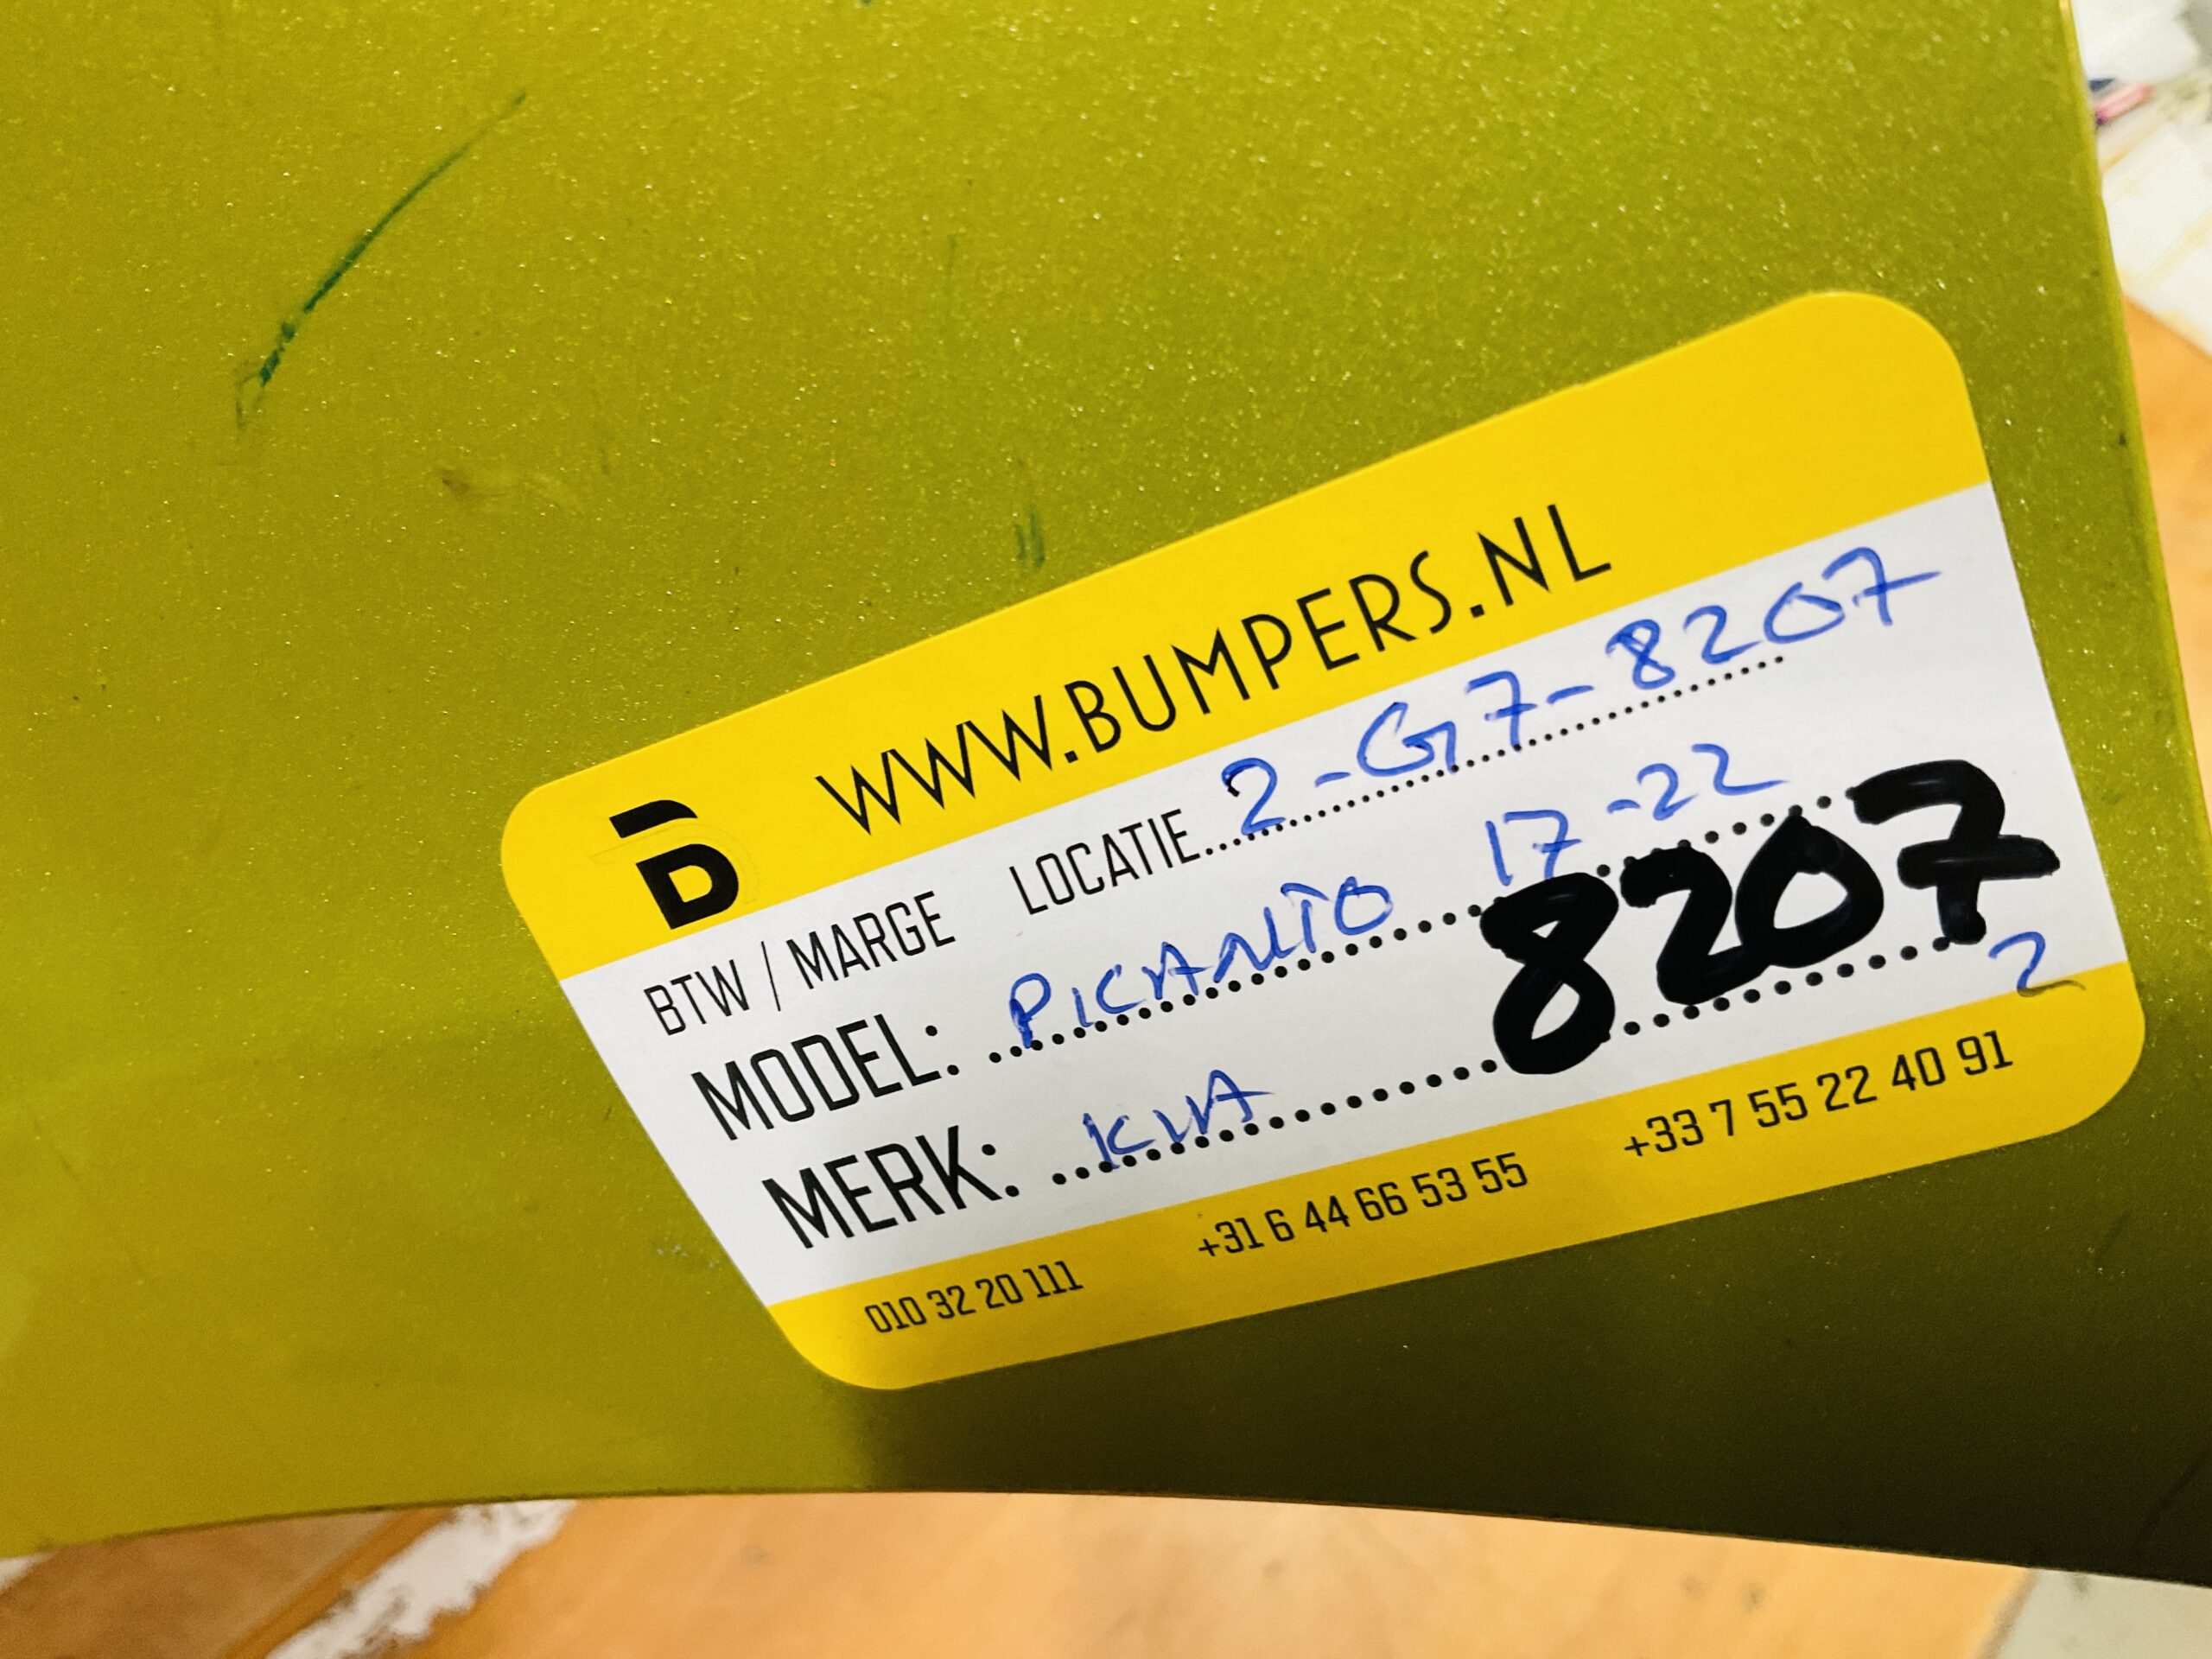 WWW.BUMPERS.NL
BTW / MARGE LOCATIE 2-G7-8207
MODEL: PICANTO 17-22
8207
MERK: KIA 2
010 32 20 111 +31 6 44 66 53 55 +33 7 55 22 40 91